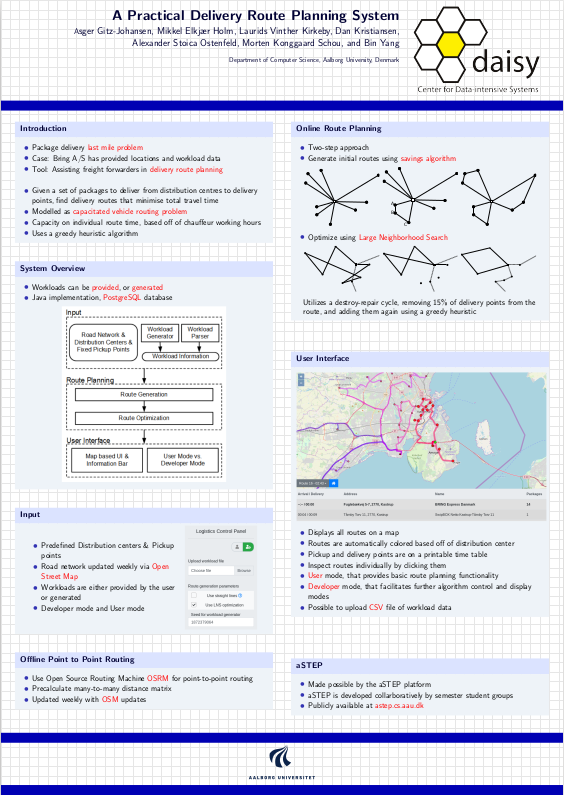 A Practical Delivery Route Planning System
Asger Gitz-Johansen, Mikkel Elkjær Holm, Laurids Vinther Kirkeby, Dan Kristiansen,
Alexander Stoica Ostenfeld, Morten Konggaard Schou, and Bin Yang
Department of Computer Science, Aalborg University, Denmark
daisy
Center for Data-intensive Systems
Introduction
Package delivery last mile problem
Case: Bring A/S has provided locations and workload data
Tool: Assisting freight forwarders in delivery route planning
Given a set of packages to deliver from distribution centres to delivery
points, find delivery routes that minimise total travel time
Modelled as capacitated vehicle routing problem
Capacity on individual route time, based off of chauffeur working hours
Uses a greedy heuristic algorithm
System Overview
Workloads can be provided, or generated
Java implementation, PostgreSQL database
Input
Road Network &
Distribution Centers &
Fixed Pickup Points
Workload
Generator
Workload
Parser
Workload Information
Route Planning
Route Generation
Route Optimization
User Interface
Map based UI &
Information Bar
User Mode vs
Developer Mode
Input
Predefined Distribution centers & Pickup
points
Road network updated weekly via Open
Street Map
Workloads are either provided by the user
or generated
Developer mode and User mode
Logistics Control Panel
Upload workload file
Choose file
Browse
Route generation parameters
Use straight lines
Use LNS optimization
Seed for workload generator
Offline Point to Point Routing
Use Open Source Routing Machine OSRM for point-to-point routing
Precalculate many-to-many distance matrix
Updated weekly with OSM updates
Online Route Planning
Two-step approach
Generate initial routes using savings algorithm
Optimize using Large Neighborhood Search
Utilizes a destroy-repair cycle, removing 15% of delivery points from the
route, and adding them again using a greedy heuristic
User Interface
Arrival Delivery
Address
Name
Packages
Displays all routes on a map
Routes are automatically colored based off of distribution center
Pickup and delivery points are on a printable time table
Inspect routes individually by clicking them
User mode, that provides basic route planning functionality
Developer mode, that facilitates further algorithm control and display
modes
Possible to upload CSV file of workload data
aSTEP
Made possible by the aSTEP platform
aSTEP is developed collarboratively by semester student groups
Publicly available at astep.cs.aau.dk
AALBORG UNIVERSITET